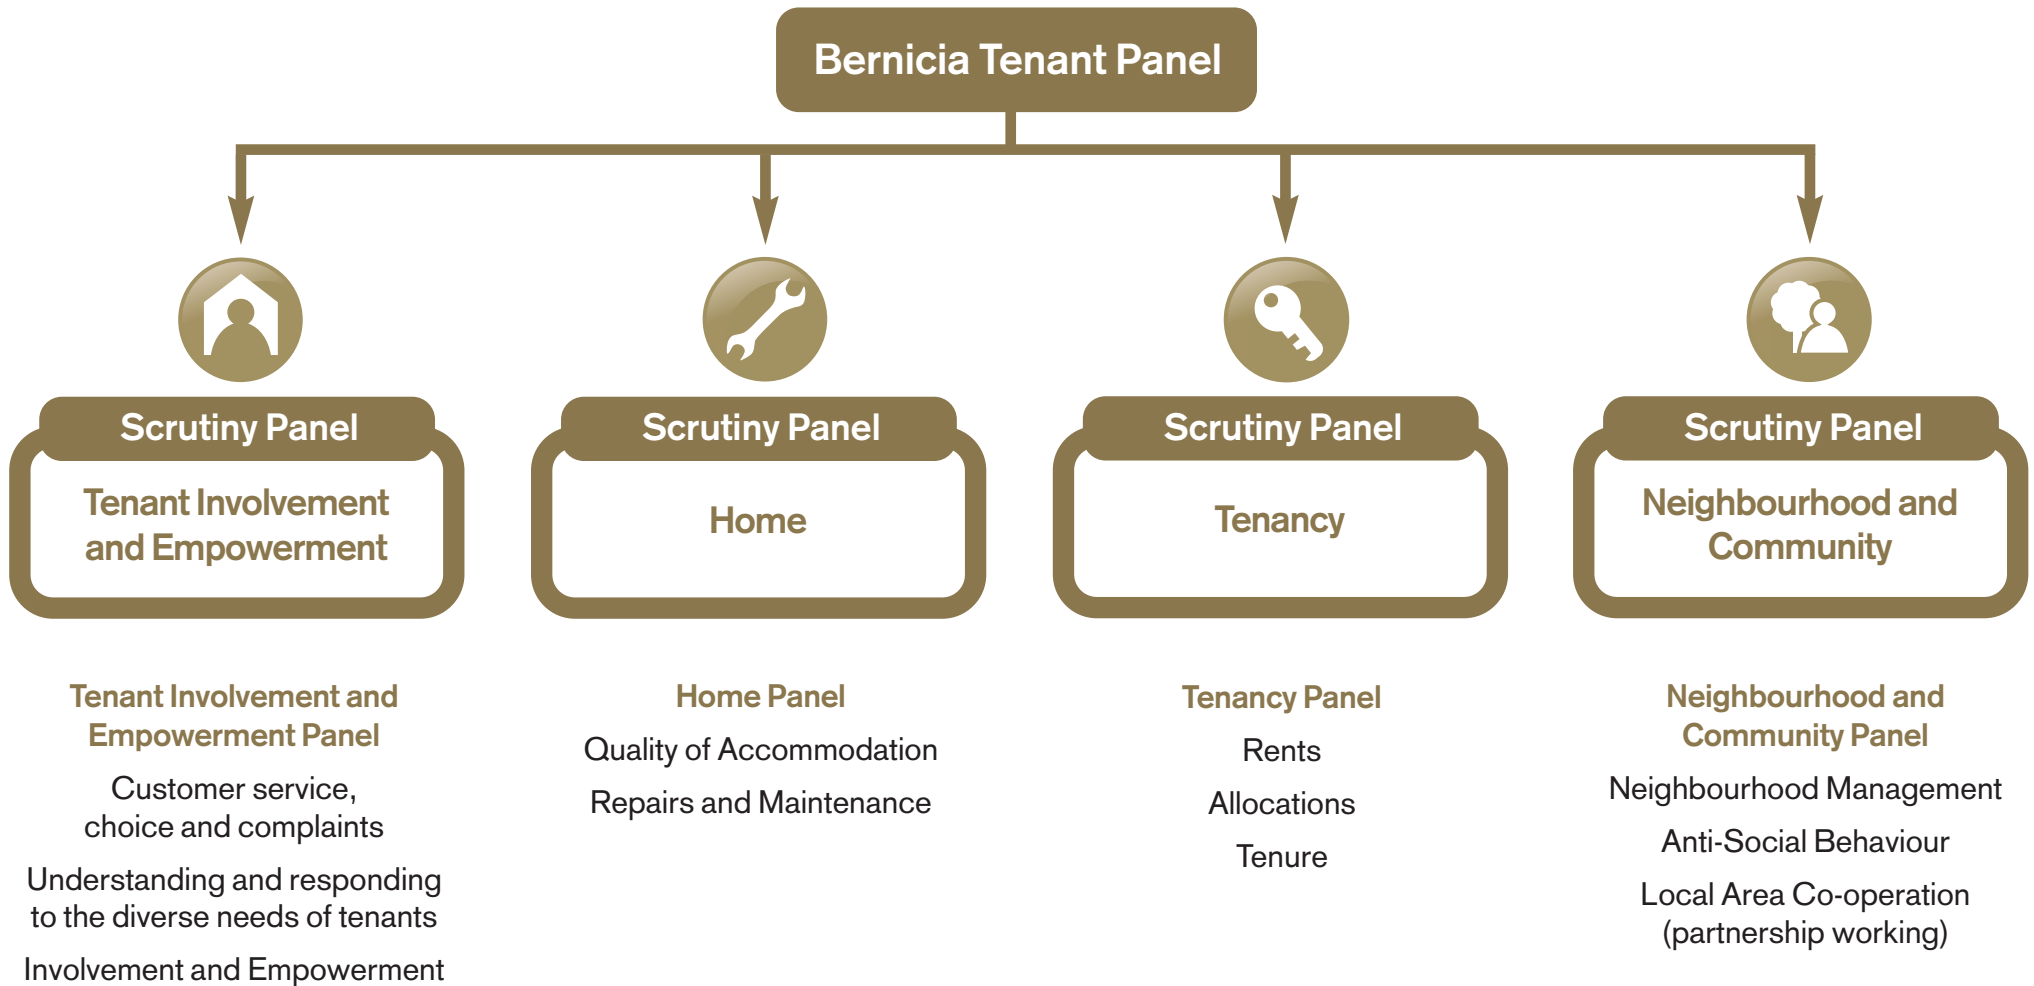 Bernicia Tenant Panel
Scrutiny Panel
Tenant Involvement
and Empowerment
Scrutiny Panel
Home
Scrutiny Panel
Tenancy
Scrutiny Panel
Neighbourhood and
Community
Tenant Involvement and
Empowerment Panel
Customer service,
choice and complaints
Understanding and responding
to the diverse needs of tenants
Involvement and Empowerment
Home Panel
Quality of Accommodation
Repairs and Maintenance
Tenancy Panel
Rents
Allocations
Tenure
Neighbourhood and
Community Panel
Neighbourhood Management
Anti-Social Behaviour
Local Area Co-operation
(partnership working)